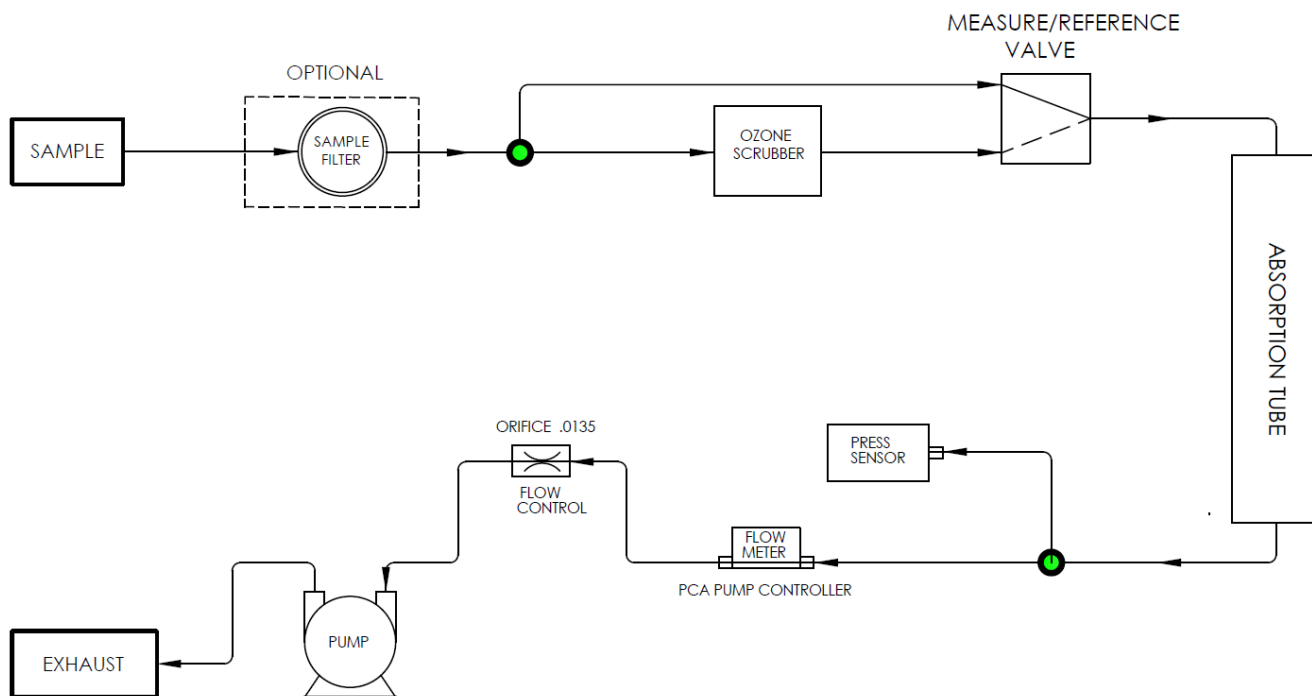 MEASURE/REFERENCE
VALVE
OPTIONAL
SAMPLE
SAMPLE
FILTER
OZONE
SCRUBBER
ABSORPTION TUBE
ORIFICE .0135
FLOW
CONTROL
PRESS
SENSOR
FLOW
METER
PCA PUMP CONTROLLER
PUMP
EXHAUST